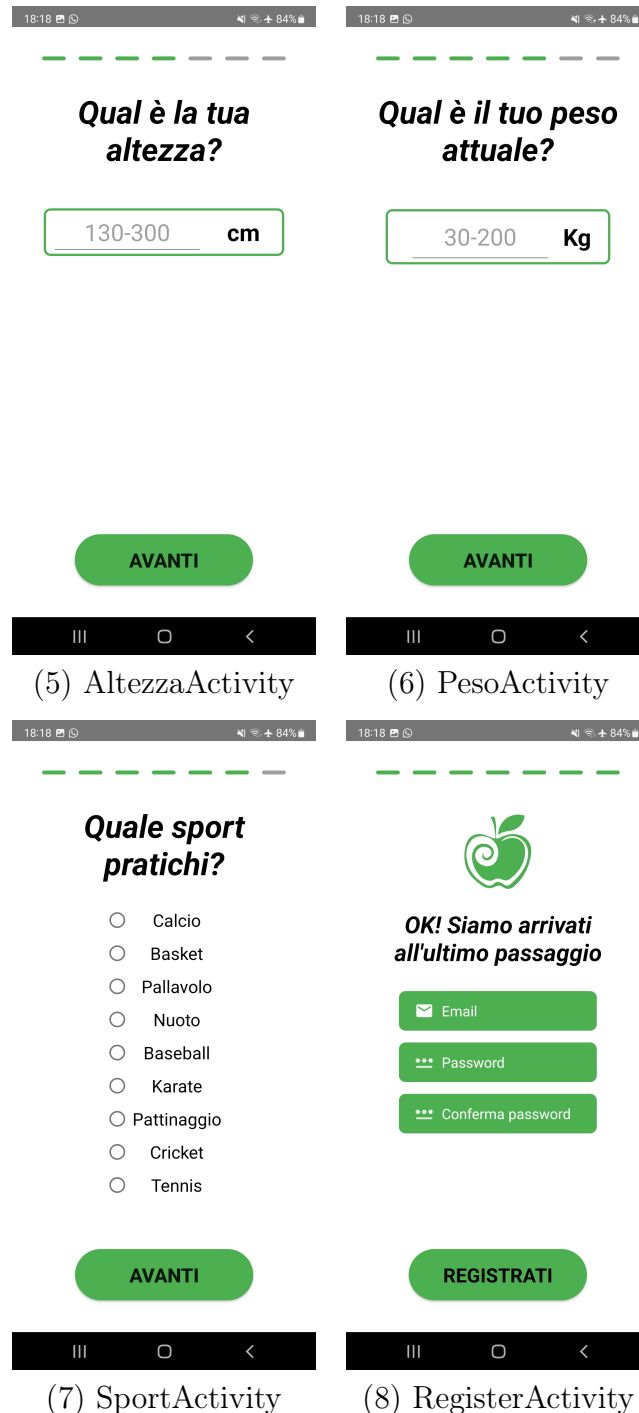 18:18 84%
Qual è la tua
altezza?
130-300 cm
AVANTI
(5) AltezzaActivity
18:18 84%
Qual è il tuo peso
attuale?
30-200 Kg
AVANTI
(6) PesoActivity
18:18 84%
Quale sport
pratichi?
Calcio
Basket
Pallavolo
Nuoto
Baseball
Karate
Pattinaggio
Cricket
Tennis
AVANTI
(7) SportActivity
18:18 84%
OK! Siamo arrivati
all'ultimo passaggio
Email
*** Password
*** Conferma password
REGISTRATI
(8) RegisterActivity